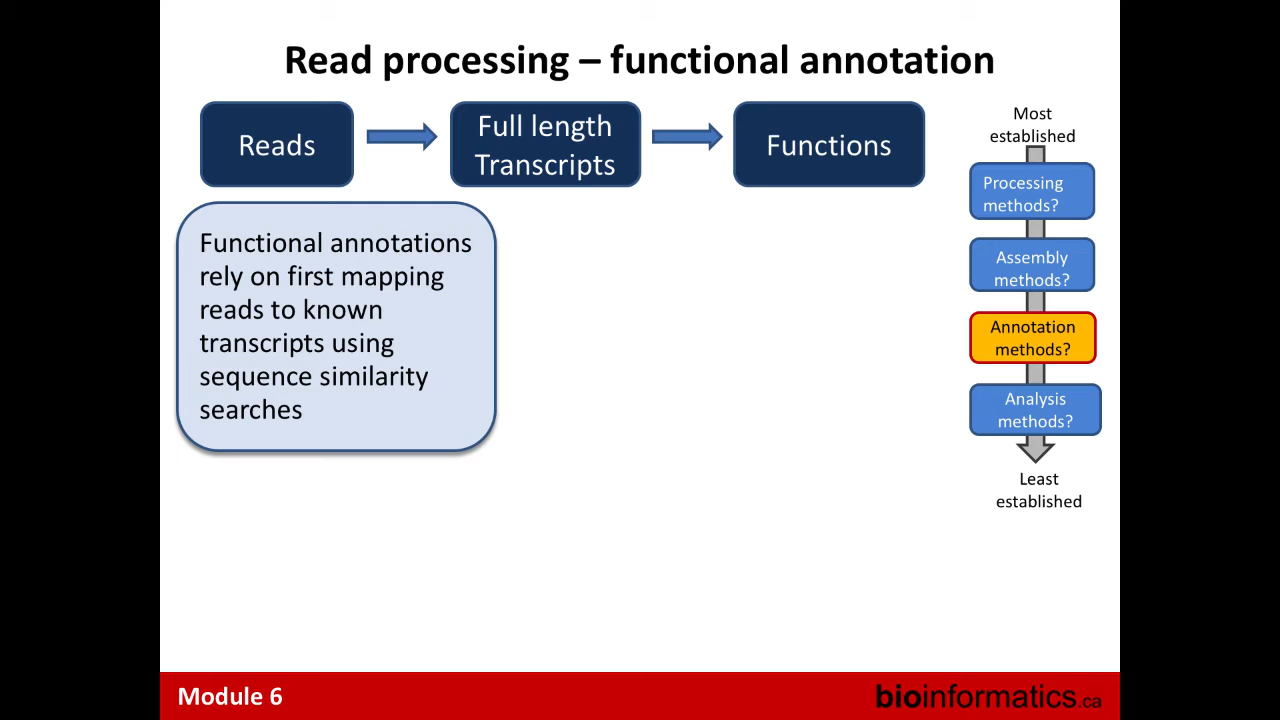 Read processing – functional annotation
Reads
Full length
Transcripts
Functions
Functional annotations
rely on first mapping
reads to known
transcripts using
sequence similarity
searches
Most
established
Processing
methods?
Assembly
methods?
Annotation
methods?
Analysis
methods?
Least
established
Module 6
bioinformatics.ca